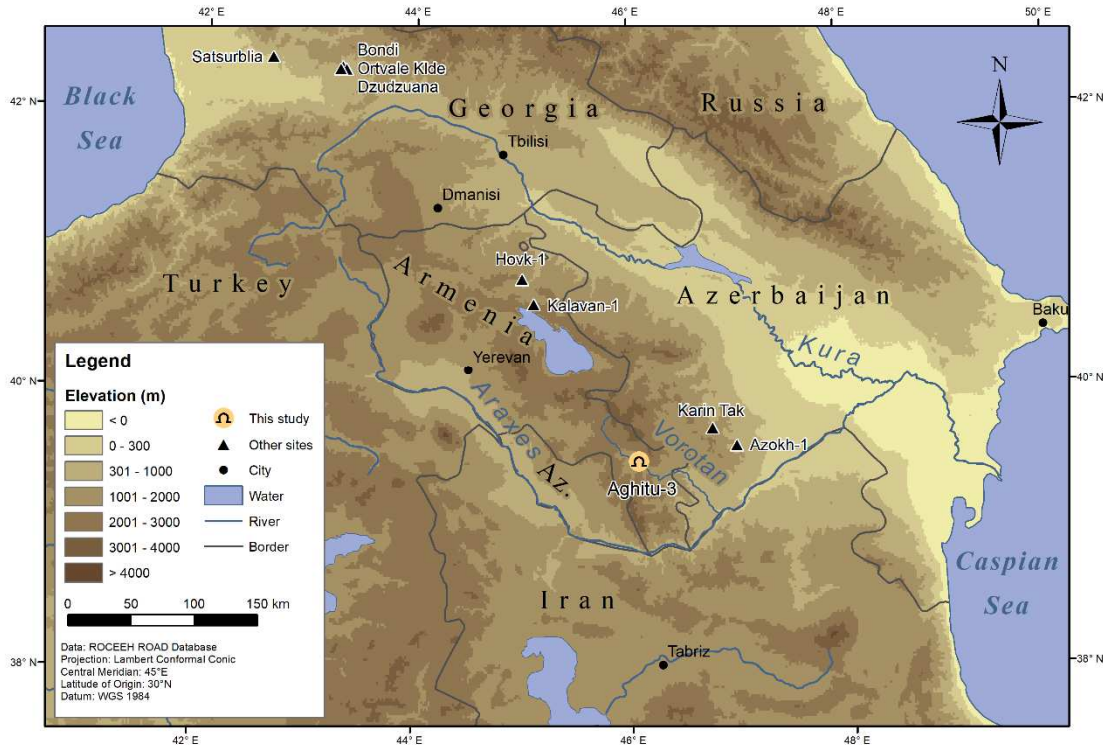 42° E
44° E
46° E
48° E
50° E
Satsurblia
Bondi
Ortvale Klde
Dzudzuana
42° N
42° N
Black
Sea
Georgia
Russia
N
Tbilisi
Dmanisi
Hovk-1
Turkey
Armenia
Kalavan-1
Azerbaijan
Baku
Kura
Yerevan
40° N
40° N
Araxes
Karin Tak
Vorotan
Azokh-1
Az.
Aghitu-3
Caspian
Sea
Iran
Tabriz
38° N
38° N
Legend
Elevation (m)
< 0
0 - 300
301 - 1000
1001 - 2000
2001 - 3000
3001 - 4000
> 4000
This study
Other sites
City
Water
River
Border
0 50 100 150 km
Data: ROCEEH ROAD Database
Projection: Lambert Conformal Conic
Central Meridian: 45°E
Latitude of Origin: 30°N
Datum: WGS 1984
42° E
44° E
46° E
48° E